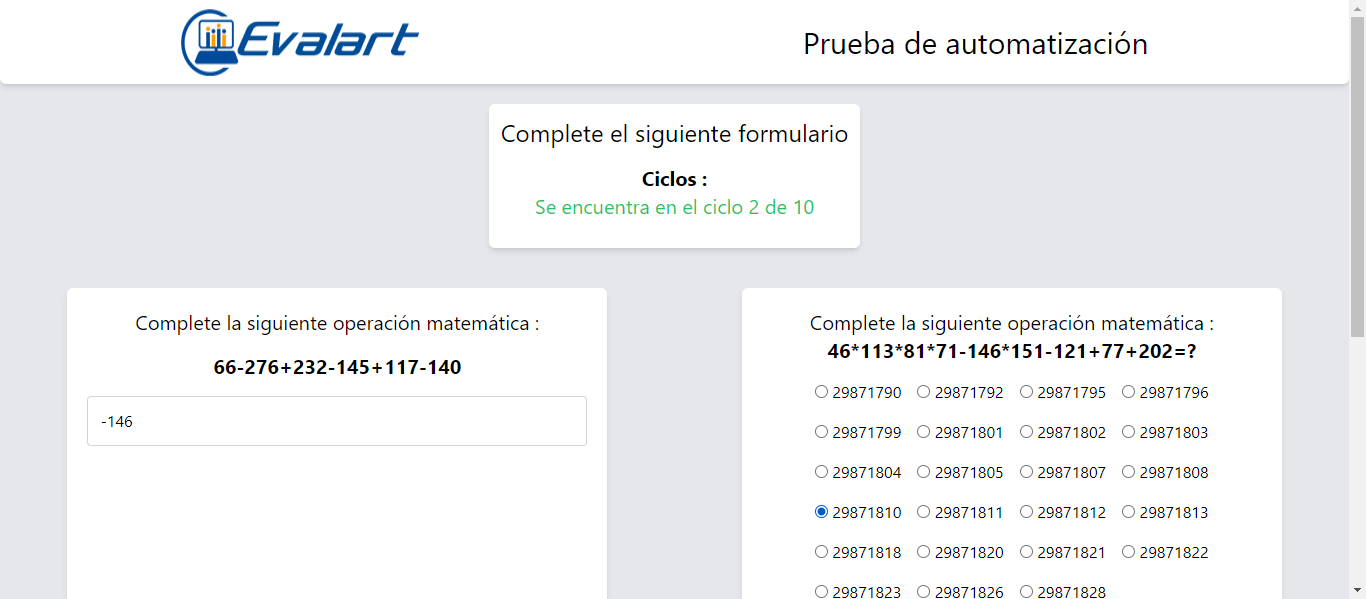 Evalart
Prueba de automatización
Complete el siguiente formulario
Ciclos :
Se encuentra en el ciclo 2 de 10
Complete la siguiente operación matemática :
66-276+232-145+117-140
-146
Complete la siguiente operación matemática :
46*113*81*71-146*151-121+77+202=?
29871790 29871792 29871795 29871796
29871799 29871801 29871802 29871803
29871804 29871805 29871807 29871808
29871810 29871811 29871812 29871813
29871818 29871820 29871821 29871822
29871823 29871826 29871828